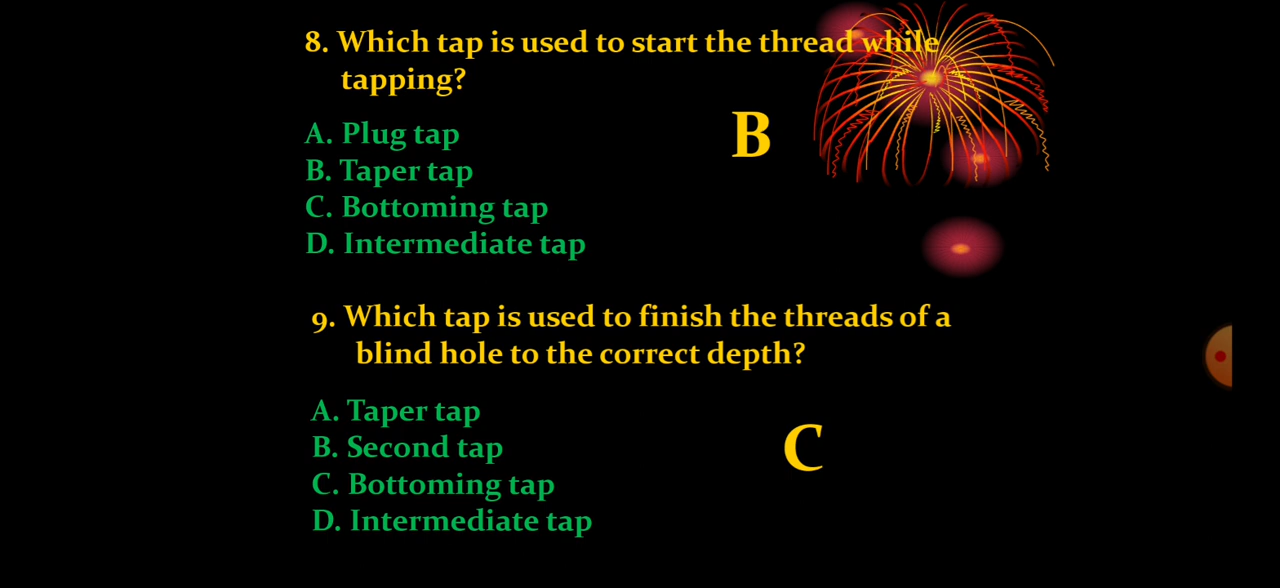 8. Which tap is used to start the thread while
tapping?
A. Plug tap
B
B. Taper tap
C. Bottoming tap
D. Intermediate tap
9. Which tap is used to finish the threads of a
blind hole to the correct depth?
A. Taper tap
B. Second tap
C
C. Bottoming tap
D. Intermediate tap